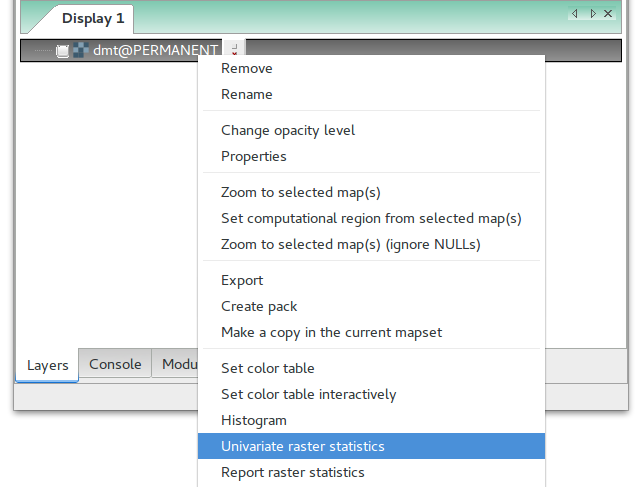 Display 1
dmt@PERMANENT
Remove
Rename
Change opacity level
Properties
Zoom to selected map(s)
Set computational region from selected map(s)
Zoom to selected map(s) (ignore NULLs)
Export
Create pack
Make a copy in the current mapset
Layers Console Modu
Set color table
Set color table interactively
Histogram
Univariate raster statistics
Report raster statistics